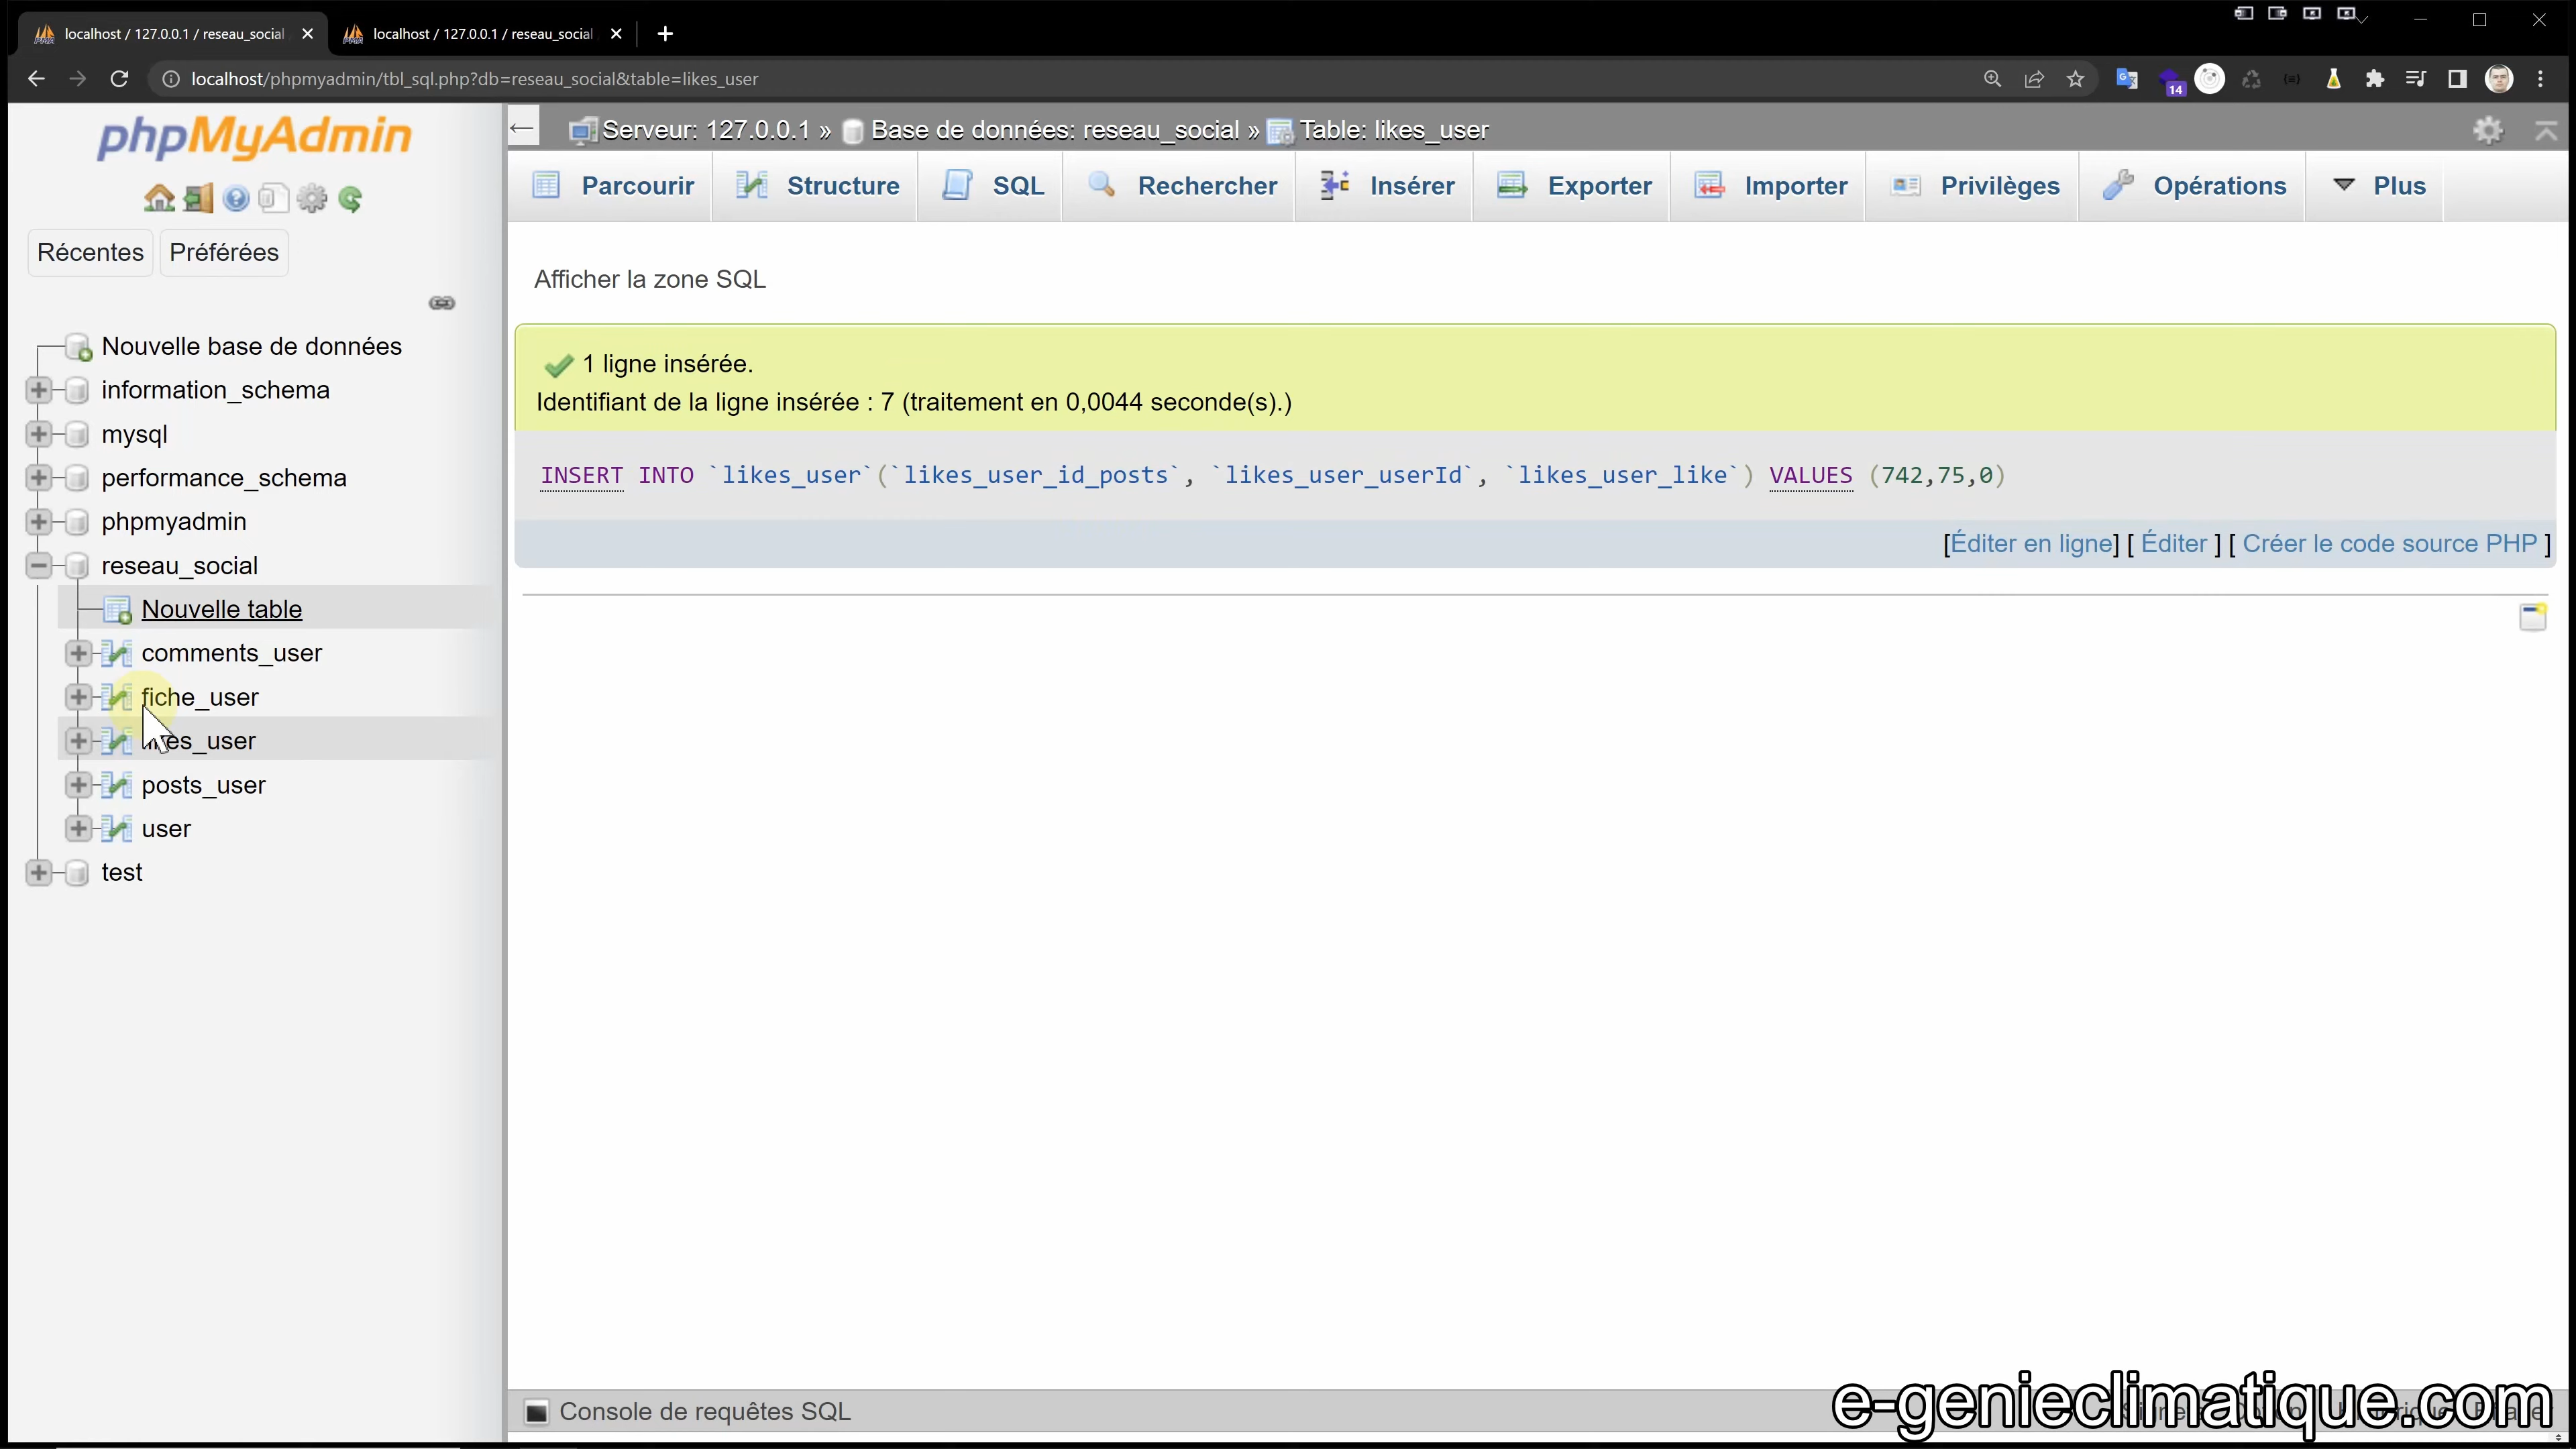 localhost / 127.0.0.1 / reseau_social
localhost / 127.0.0.1 / reseau_social
localhost/phpmyadmin/tbl_sql.php?db=reseau_social&table=likes_user
14
phpMyAdmin
Récentes
Préférées
Nouvelle base de données
information_schema
mysql
performance_schema
phpmyadmin
reseau_social
Nouvelle table
comments_user
fiche_user
likes_user
posts_user
user
test
Serveur: 127.0.0.1 » Base de données: reseau_social » Table: likes_user
Parcourir
Structure
SQL
Rechercher
Insérer
Exporter
Importer
Privilèges
Opérations
Plus
Afficher la zone SQL
1 ligne insérée.
Identifiant de la ligne insérée : 7 (traitement en 0,0044 seconde(s).)
INSERT INTO `likes_user`(`likes_user_id_posts`, `likes_user_userId`, `likes_user_like`) VALUES (742,75,0)
[Éditer en ligne] [ Éditer ] [ Créer le code source PHP ]
Console de requêtes SQL
e-genieclimatique.com